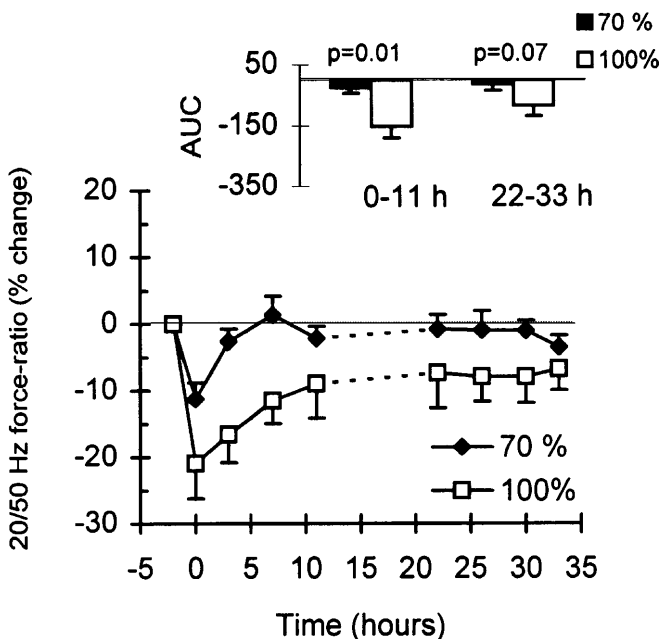 70 %
100%
p=0.01 p=0.07
50
-150
-350
AUC
0-11 h 22-33 h
20
10
0
-10
-20
-30
20/50 Hz force-ratio (% change)
70 %
100%
-5 0 5 10 15 20 25 30 35
Time (hours)